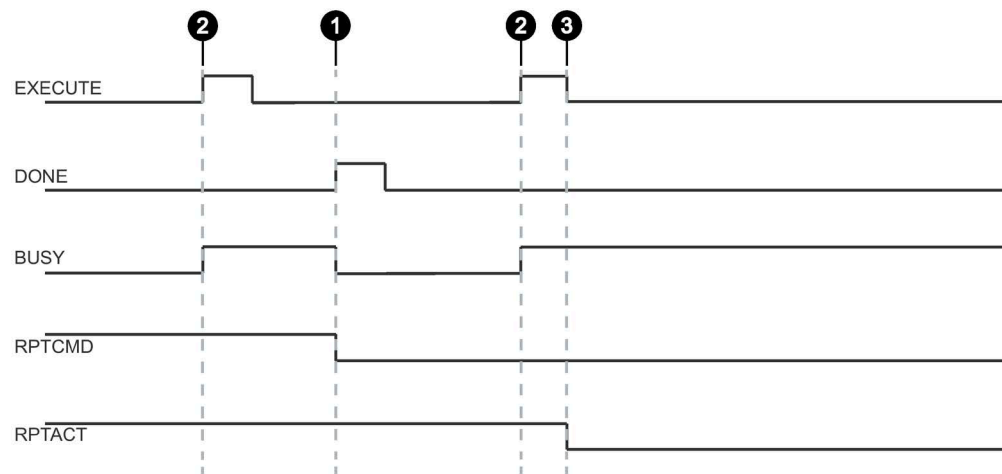 2 1 2 3
EXECUTE
DONE
BUSY
RPTCMD
RPTACT